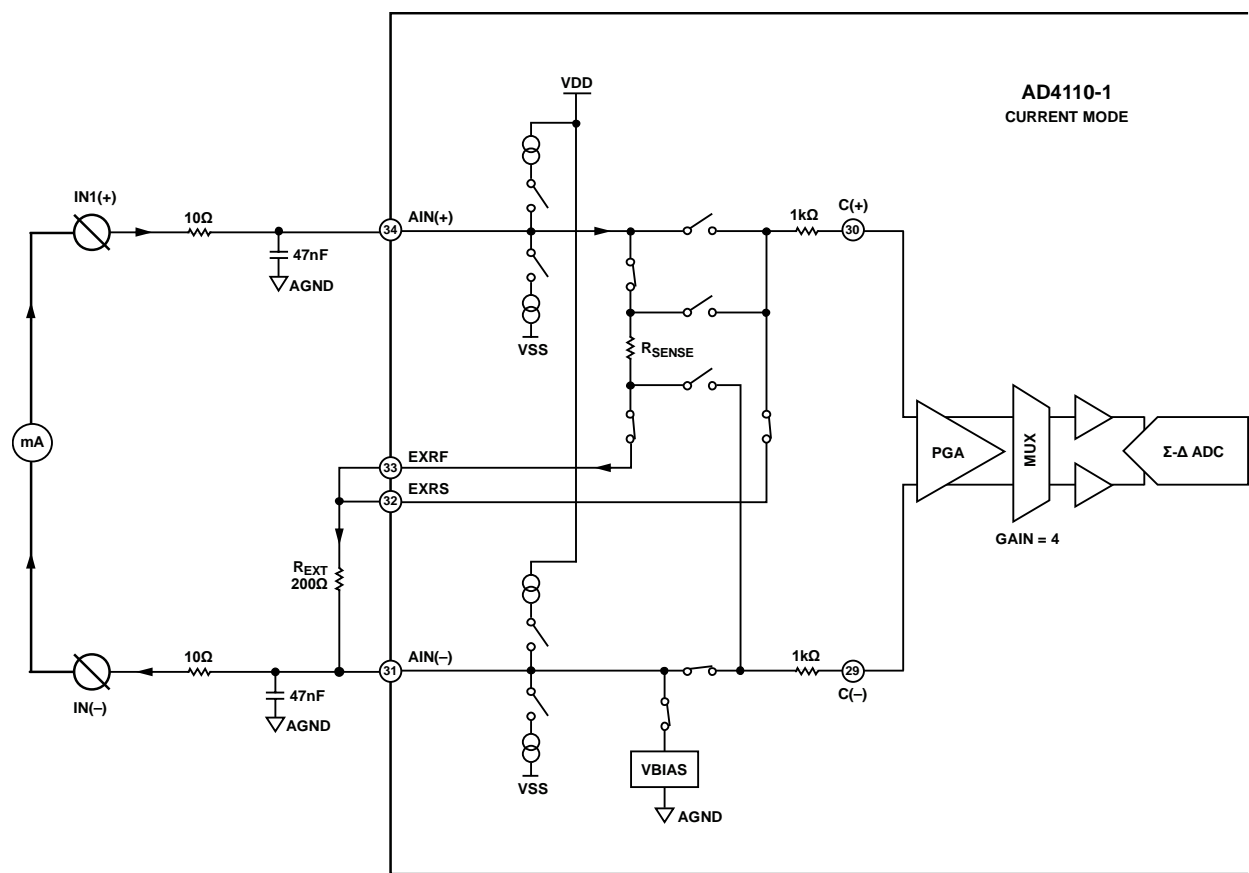 AD4110-1
CURRENT MODE
VDD
IN1(+)
10Ω
47nF
AGND
34
AIN(+)
VSS
RSENSE
1kΩ
C(+)
30
mA
33
EXRF
32
EXRS
REXT
200Ω
PGA
MUX
Σ-Δ ADC
GAIN = 4
10Ω
IN(–)
47nF
AGND
31
AIN(–)
VSS
VBIAS
AGND
1kΩ
29
C(–)